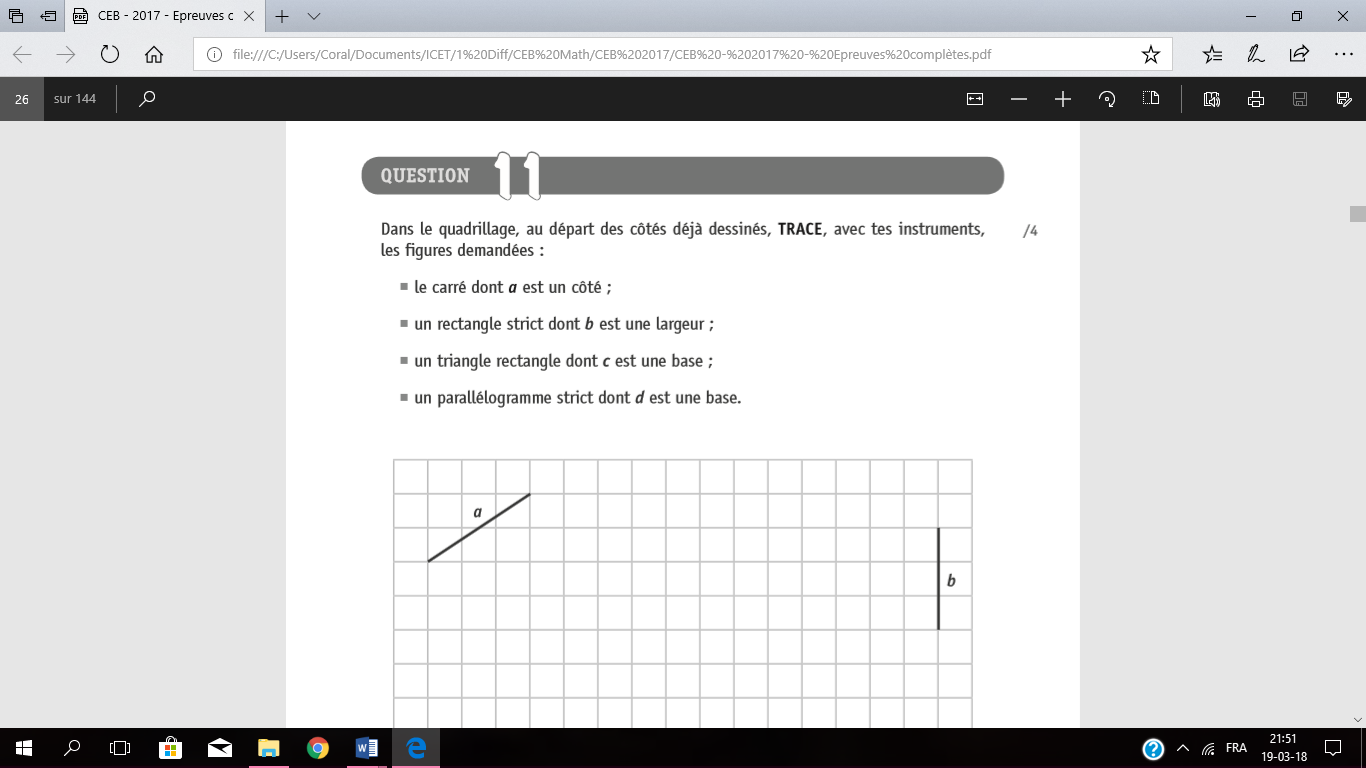 CEB - 2017 - Epreuves c
file:///C:/Users/Coral/Documents/ICET/1%20Diff/CEB%20Math/CEB%202017/CEB%20-%202017%20-%20Epreuves%20complètes.pdf
26 sur 144
QUESTION 11
Dans le quadrillage, au départ des côtés déjà dessinés, TRACE, avec tes instruments, /4
les figures demandées :
■ le carré dont a est un côté ;
■ un rectangle strict dont b est une largeur ;
■ un triangle rectangle dont c est une base ;
■ un parallélogramme strict dont d est une base.
a
b
FRA
21:51
19-03-18